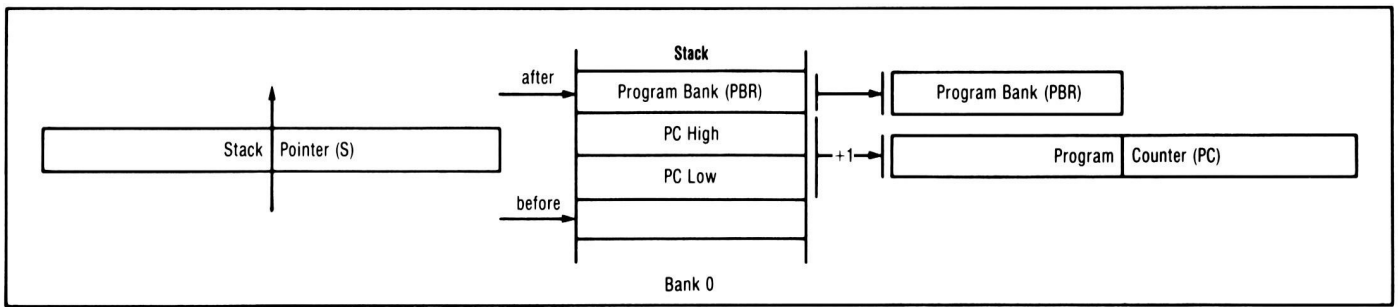 Stack
after
Program Bank (PBR)
Program Bank (PBR)
PC High
Stack Pointer (S)
+1
Program Counter (PC)
PC Low
before
Bank 0